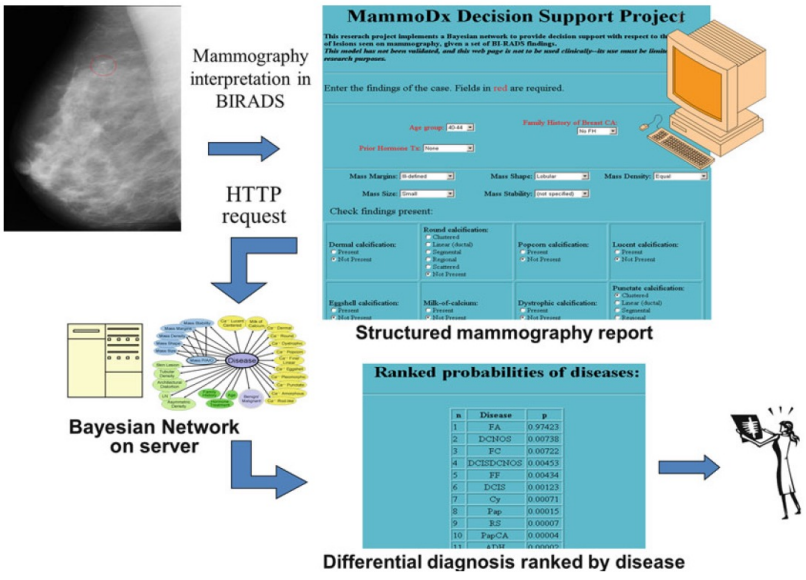 Mammography
interpretation in
BIRADS
MammoDx Decision Support Project
This reserach project implements a Bayesian network to provide decision support with respect to the
of lesions seen on mammography, given a set of BI-RADS findings.
This model has not been validated, and this web page is not to be used clinically--its use must be
research purposes.
Enter the findings of the case. Fields in red are required.
Age group: 40-44
Family History of Breast CA:
No FH
Prior Hormone Tx: None
Mass Margins: Ill-defined Mass Shape: Lobular Mass Density: Equal
Mass Size: Small Mass Stability: (not specified)
Check findings present:
Dermal calcification:
Present
Not Present
Round calcification:
Clustered
Linear (ductal)
Segmental
Regional
Scattered
Not Present
Popcorn calcification:
Present
Not Present
Lucent calcification:
Present
Not Present
Eggshell calcification:
Present
Not Present
Milk-of-calcium:
Present
Not Present
Dystrophic calcification:
Present
Not Present
Punctate calcification:
Clustered
Linear (ductal)
Segmental
Regional
Structured mammography report
HTTP
request
Disease
Bayesian Network
on server
Ranked probabilities of diseases:
n Disease p
1 FA 0.97423
2 DCNOS 0.00738
3 FC 0.00722
4 DCISDCNOS 0.00453
5 FF 0.00434
6 DCIS 0.00123
7 Cy 0.00071
8 Pap 0.00015
9 RS 0.00007
10 PapCA 0.00004
11 ADH 0.00002
Differential diagnosis ranked by disease